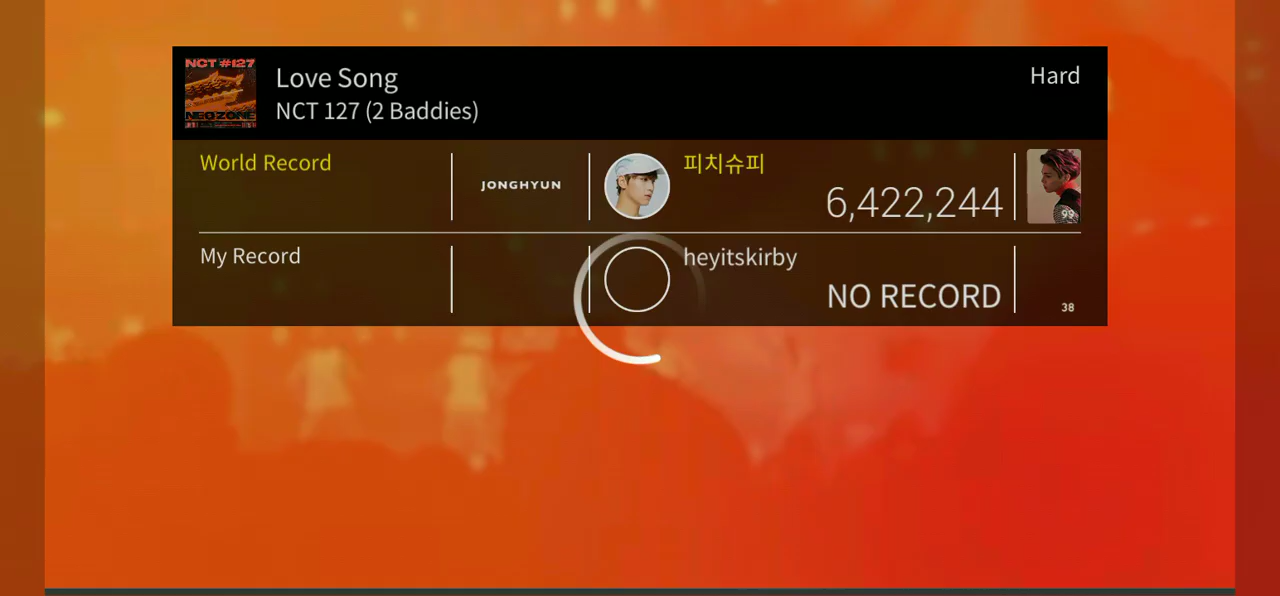 NCT #127
NEO ZONE
Love Song
NCT 127 (2 Baddies)
Hard
World Record
JONGHYUN
피치슈피
6,422,244
99
My Record
heyitskirby
NO RECORD
38